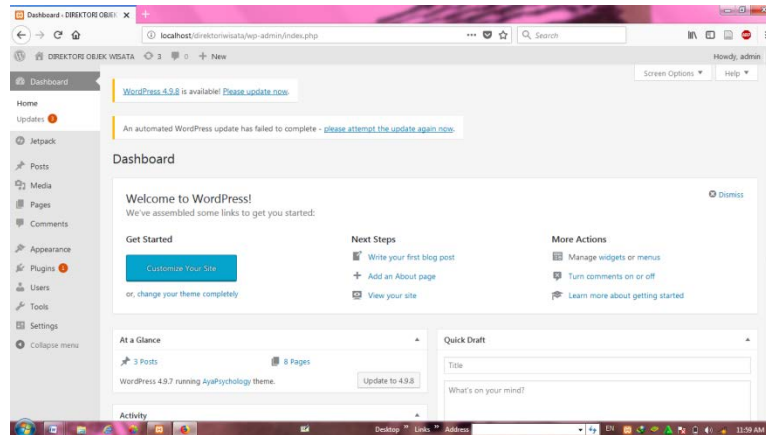 Dashboard - DIREKTORI OBJEK
localhost/direktoriwisata/wp-admin/index.php
Search
DIREKTORI OBJEK WISATA 3 0 + New
Howdy, admin
Dashboard
Screen Options ▼ Help ▼
WordPress 4.9.8 is available! Please update now.
Home
Updates
An automated WordPress update has failed to complete - please attempt the update again now.
Jetpack
Dashboard
Posts
Media
Pages
Comments
Appearance
Plugins
Users
Tools
Settings
Collapse menu
Welcome to WordPress!
Dismiss
We've assembled some links to get you started:
Get Started
Customize Your Site
or, change your theme completely
Next Steps
Write your first blog post
Add an About page
View your site
More Actions
Manage widgets or menus
Turn comments on or off
Learn more about getting started
At a Glance
3 Posts
8 Pages
WordPress 4.9.7 running AyaPsychology theme.
Update to 4.9.8
Activity
Quick Draft
Title
What's on your mind?
Desktop » Links » Address
EN
11:59 AM